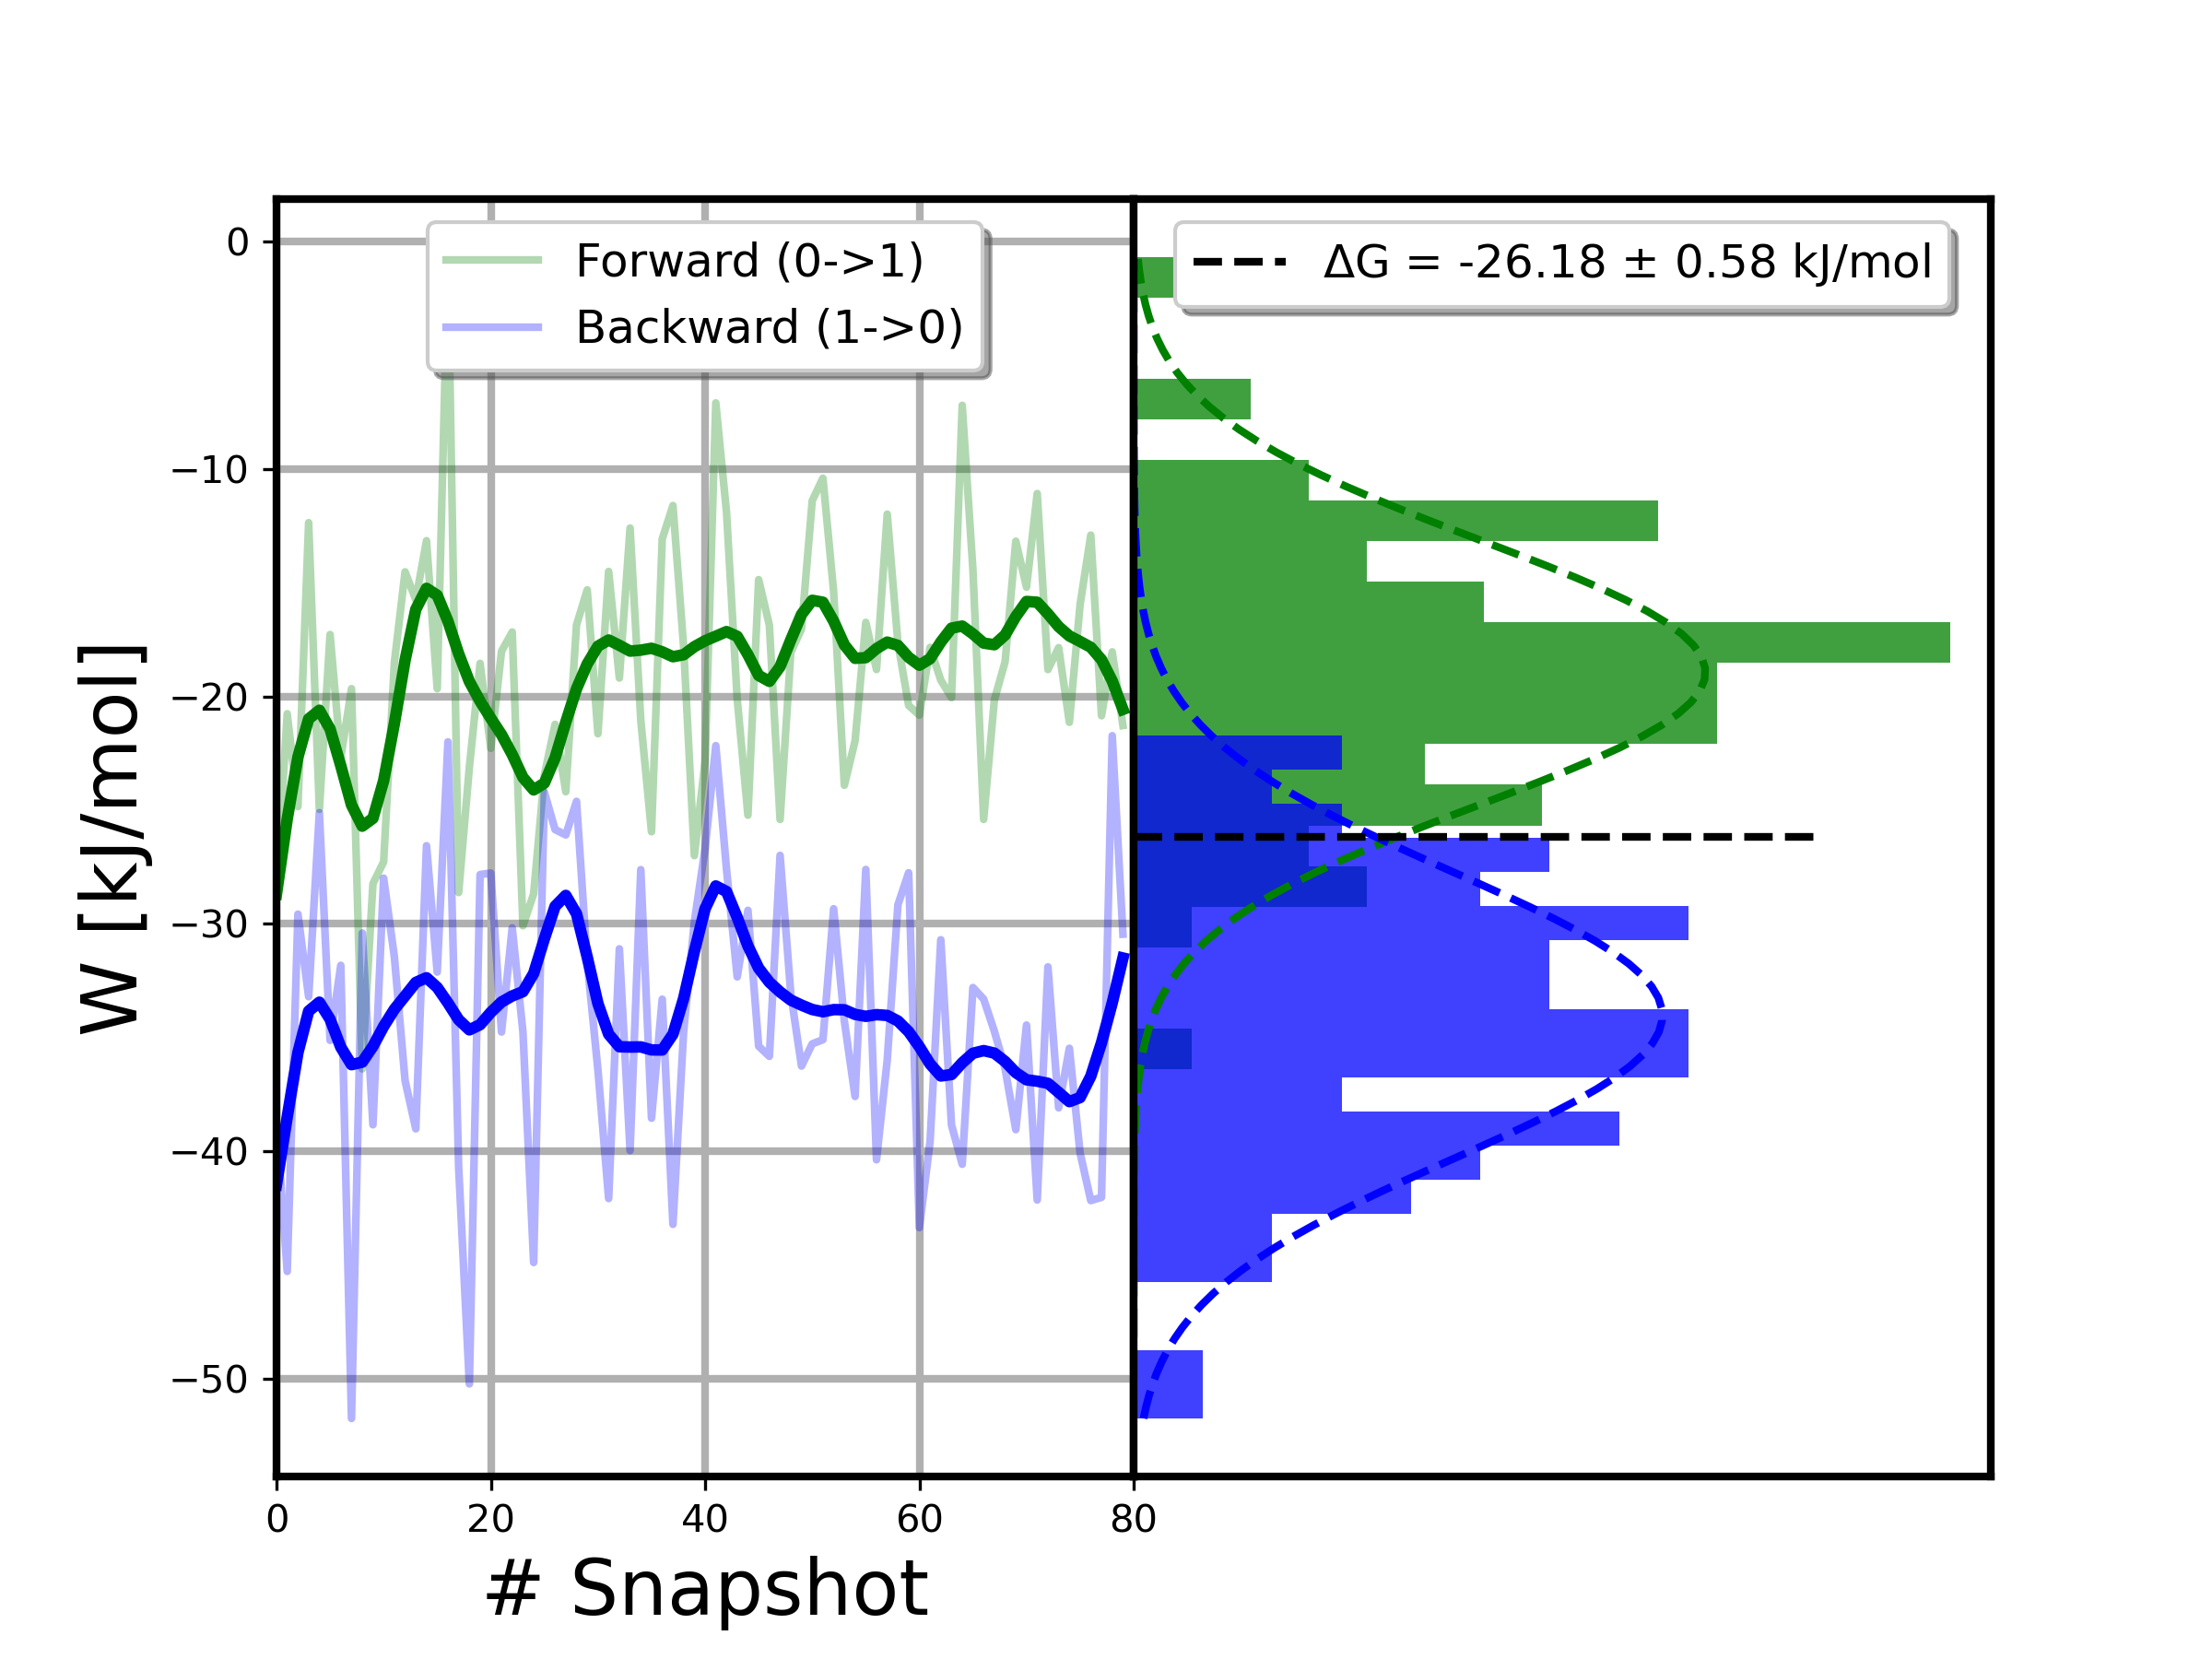 Forward (0->1)
Backward (1->0)
ΔG = -26.18 ± 0.58 kJ/mol
W [kJ/mol]
0
−10
−20
−30
−40
−50
0 20 40 60 80
# Snapshot